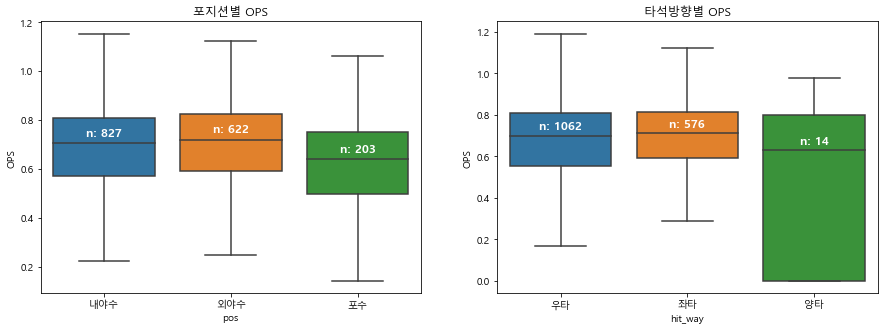 포지션별 OPS
1.2
1.0
0.8
0.6
0.4
0.2
OPS
n: 827
n: 622
n: 203
내야수
외야수
포수
pos
타석방향별 OPS
1.2
1.0
0.8
0.6
0.4
0.2
0.0
OPS
n: 1062
n: 576
n: 14
우타
좌타
양타
hit_way